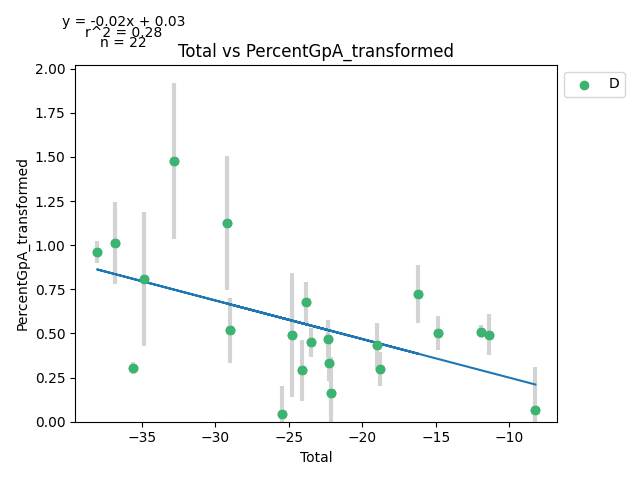 y = -0.02x + 0.03
r^2 = 0.28
n = 22
Total vs PercentGpA_transformed
D
2.00
1.75
1.50
1.25
1.00
0.75
0.50
0.25
0.00
PercentGpA_transformed
−35
−30
−25
−20
−15
−10
Total